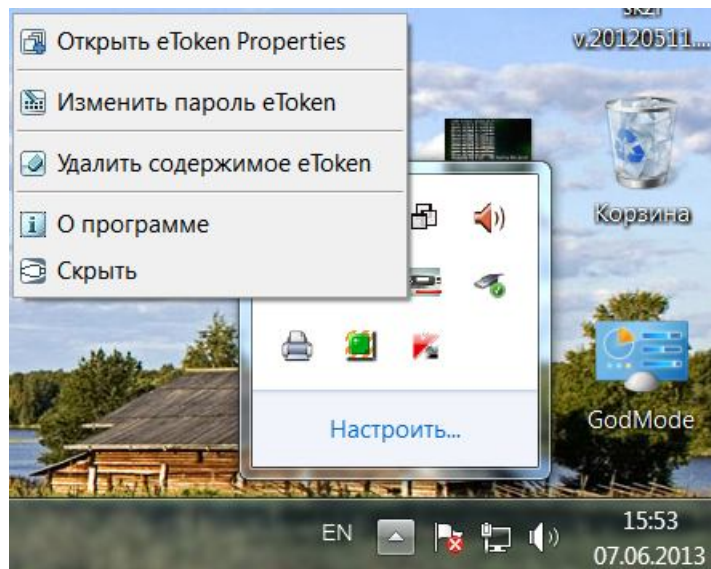 Открыть eToken Properties
Изменить пароль eToken
Удалить содержимое eToken
О программе
Скрыть
v.20120511....
Корзина
GodMode
Настроить...
EN
15:53
07.06.2013